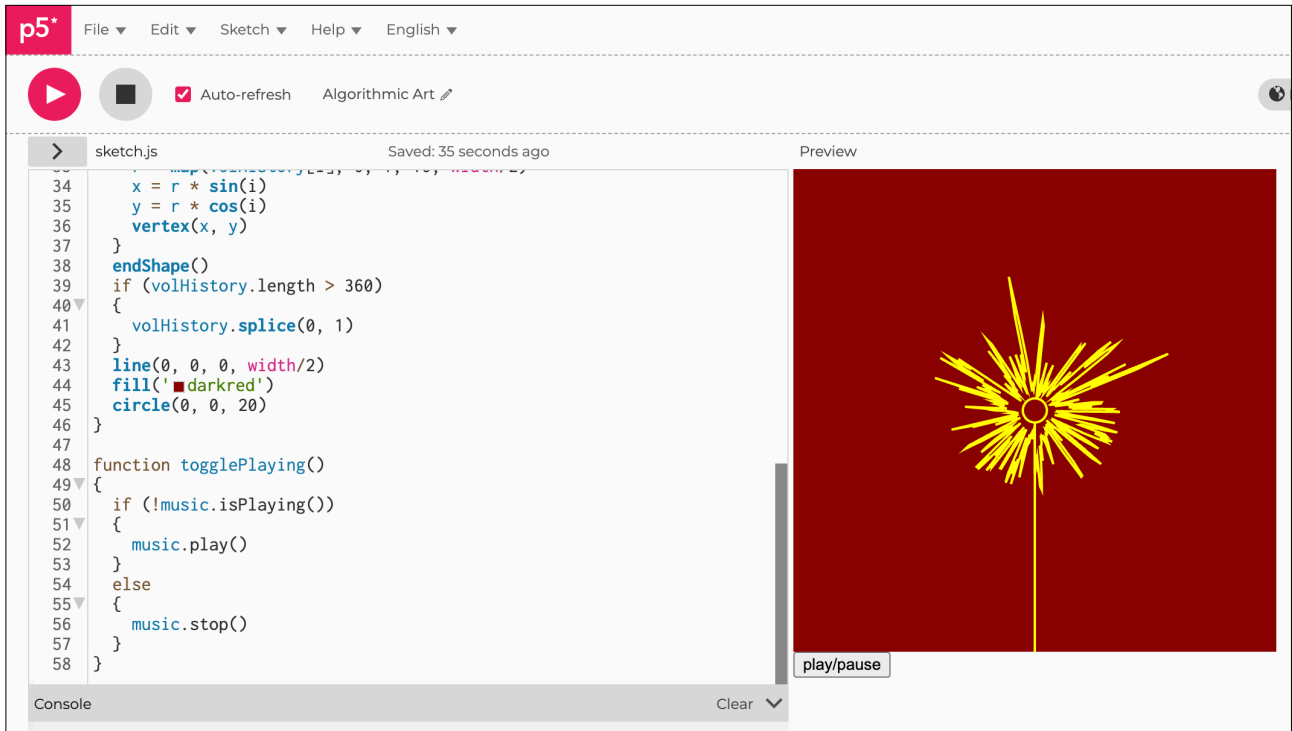 p5*
File Edit Sketch Help English
Auto-refresh Algorithmic Art
sketch.js Saved: 35 seconds ago Preview
34 x = r * sin(i)
35 y = r * cos(i)
36 vertex(x, y)
37 }
38 endShape()
39 if (volHistory.length > 360)
40 {
41 volHistory.splice(0, 1)
42 }
43 line(0, 0, 0, width/2)
44 fill('darkred')
45 circle(0, 0, 20)
46 }
47
48 function togglePlaying()
49 {
50 if (!music.isPlaying())
51 {
52 music.play()
53 }
54 else
55 {
56 music.stop()
57 }
58 }
play/pause
Console Clear